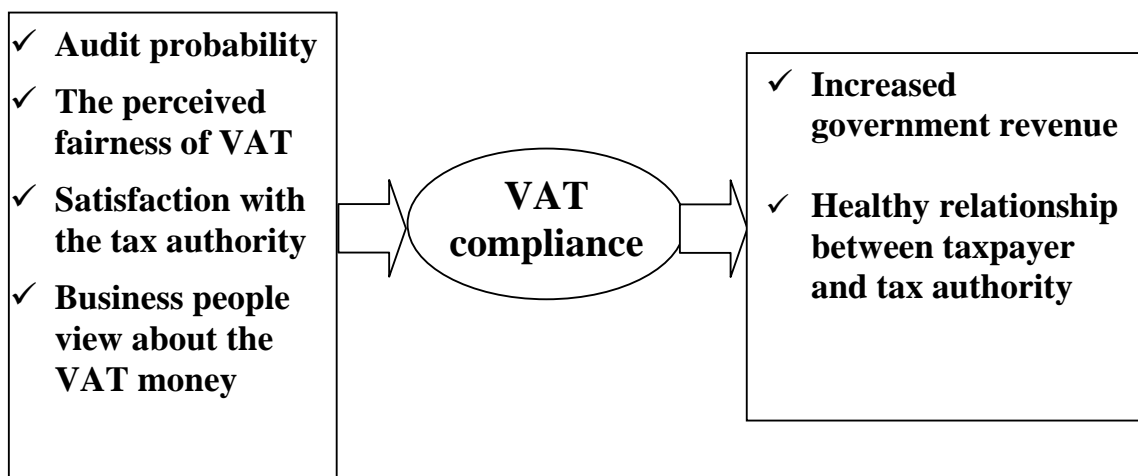 ✓ Audit probability
✓ The perceived
fairness of VAT
✓ Satisfaction with
the tax authority
✓ Business people
view about the
VAT money
VAT
compliance
✓ Increased
government revenue
✓ Healthy relationship
between taxpayer
and tax authority